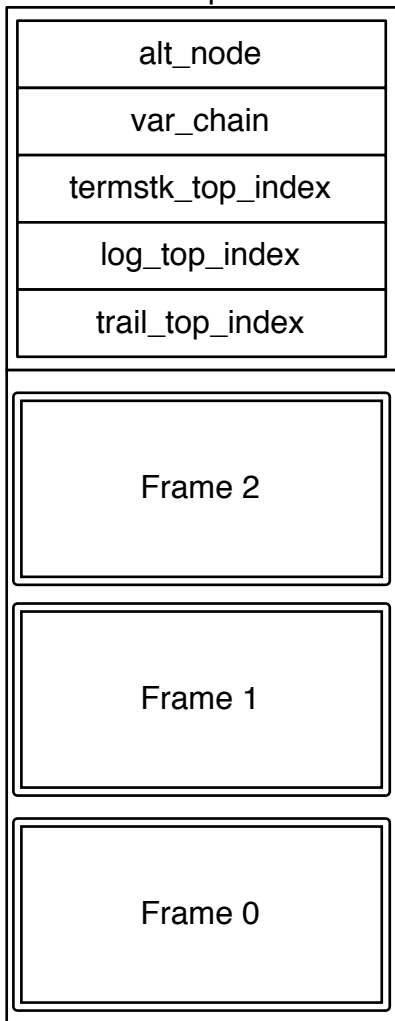 alt_node
var_chain
termstk_top_index
log_top_index
trail_top_index
Frame 2
Frame 1
Frame 0